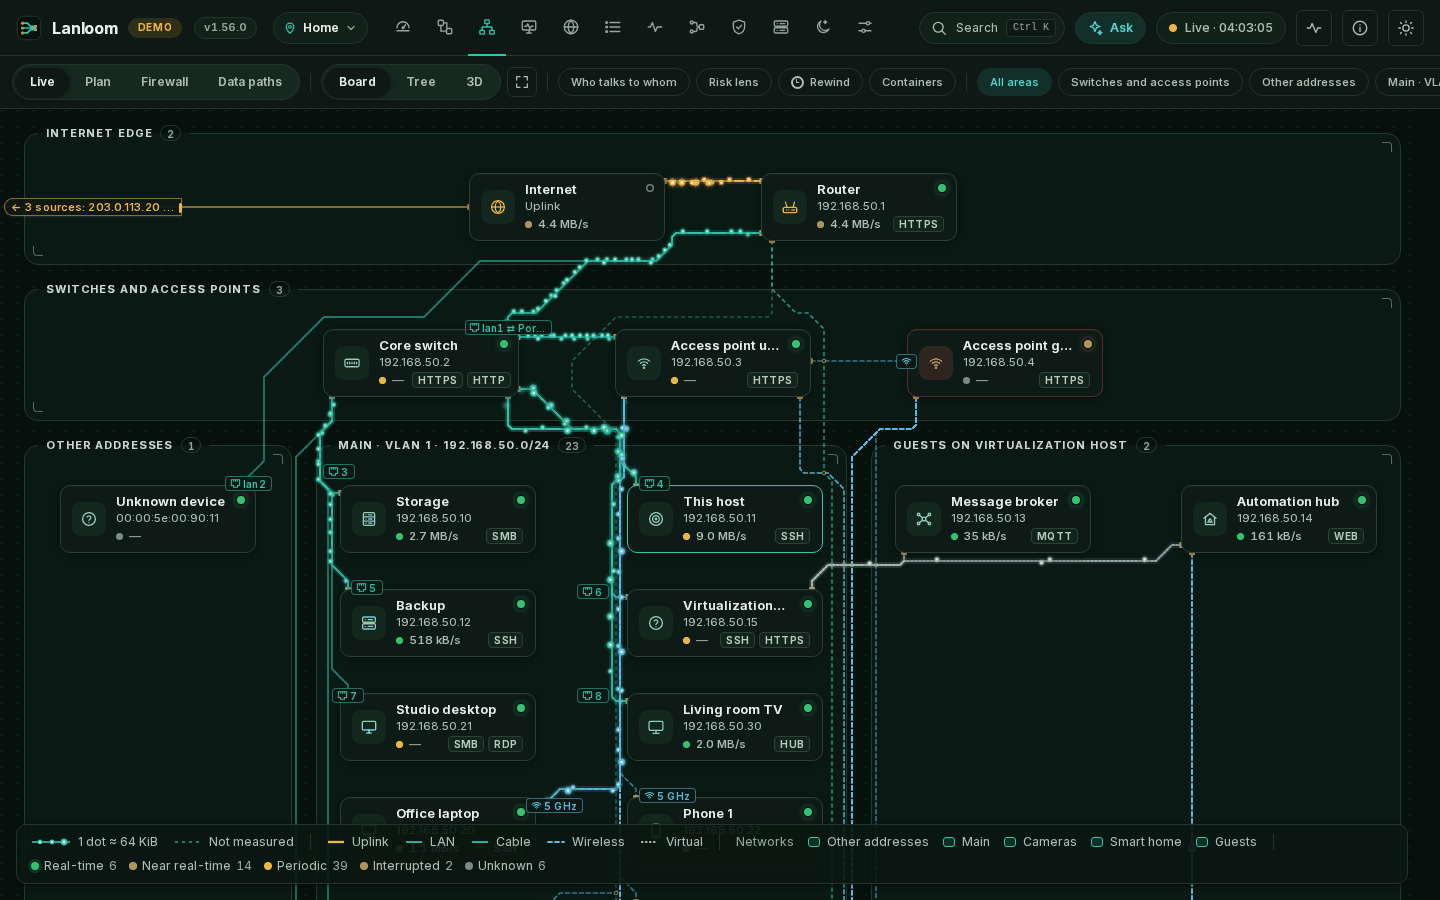 Lanloom DEMO v1.56.0 Home Search Ctrl K Ask Live · 04:03:05
Live Plan Firewall Data paths Board Tree 3D Who talks to whom Risk lens Rewind Containers All areas Switches and access points Other addresses Main · VL
INTERNET EDGE 2
Internet
Uplink
4.4 MB/s
Router
192.168.50.1
4.4 MB/s HTTPS
← 3 sources: 203.0.113.20 ...
SWITCHES AND ACCESS POINTS 3
lan1 ⇄ Por...
Core switch
192.168.50.2
— HTTPS HTTP
Access point u...
192.168.50.3
— HTTPS
Access point g...
192.168.50.4
— HTTPS
OTHER ADDRESSES 1
lan2
Unknown device
00:00:5e:00:90:11
—
MAIN · VLAN 1 · 192.168.50.0/24 23
3
Storage
192.168.50.10
2.7 MB/s SMB
4
This host
192.168.50.11
9.0 MB/s SSH
5
Backup
192.168.50.12
518 kB/s SSH
6
Virtualization...
192.168.50.15
— SSH HTTPS
7
Studio desktop
192.168.50.21
— SMB RDP
8
Living room TV
192.168.50.30
2.0 MB/s HUB
5 GHz
Office laptop
5 GHz
Phone 1
GUESTS ON VIRTUALIZATION HOST 2
Message broker
192.168.50.13
35 kB/s MQTT
Automation hub
192.168.50.14
161 kB/s WEB
1 dot ≈ 64 KiB Not measured Uplink LAN Cable Wireless Virtual Networks Other addresses Main Cameras Smart home Guests
Real-time 6 Near real-time 14 Periodic 39 Interrupted 2 Unknown 6